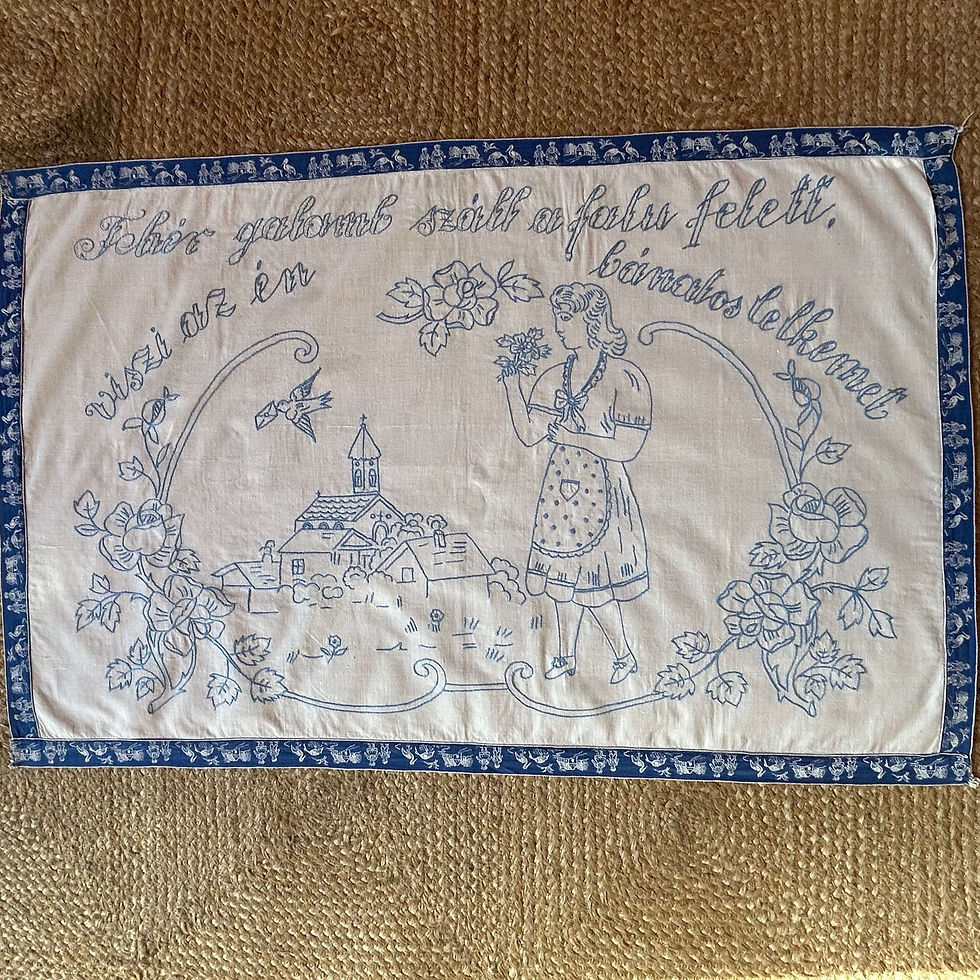 Fehér galamb száll a falu felett.
viszi az én bánatos lelkemet